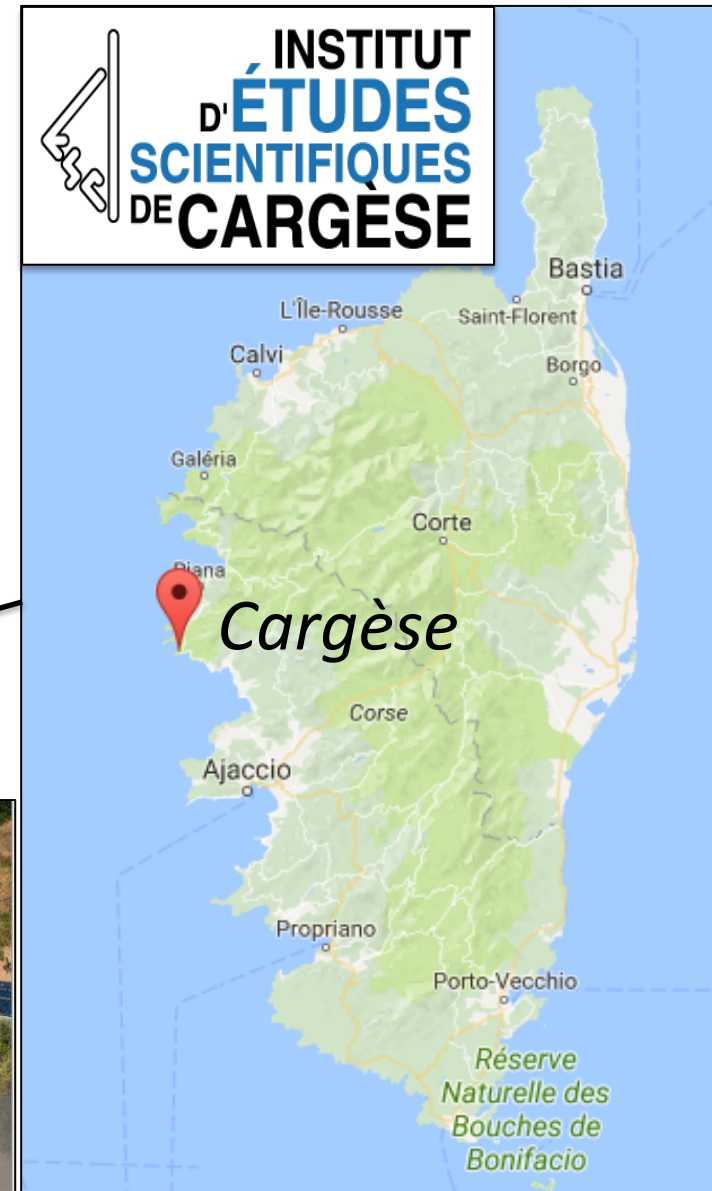 INSTITUT
D'ÉTUDES
SCIENTIFIQUES
DE CARGÈSE
Bastia
L'Île-Rousse
Saint-Florent
Calvi
Borgo
Galéria
Corte
Piana
Cargèse
Corse
Ajaccio
Propriano
Porto-Vecchio
Réserve
Naturelle des
Bouches de
Bonifacio